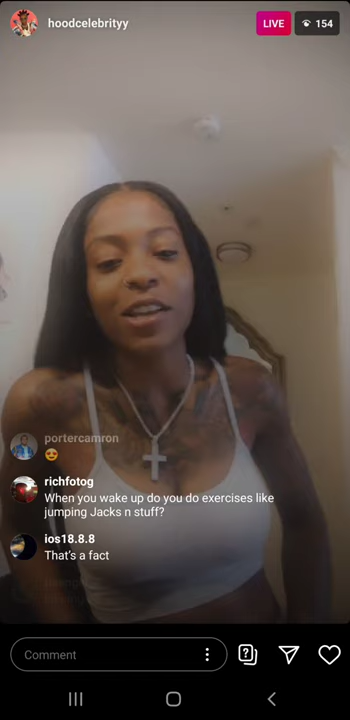 hoodcelebrityy
LIVE
154
portercamron
😍
richfotog
When you wake up do you do exercises like
jumping Jacks n stuff?
ios18.8.8
That's a fact
Comment